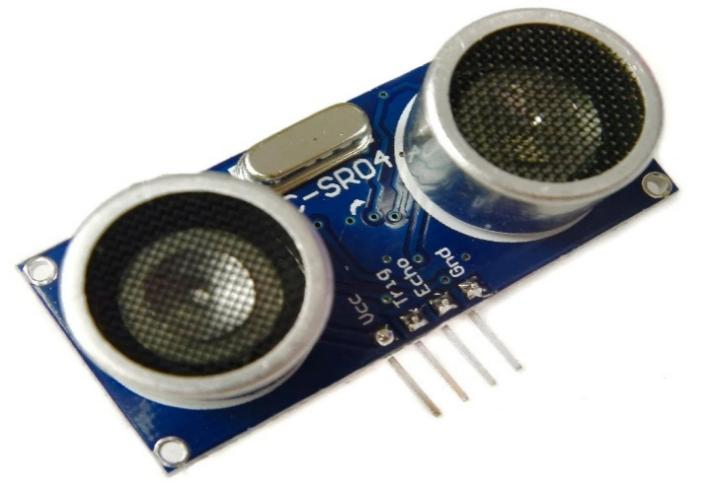 C-SR04
Vcc
Trig
Echo
Gnd